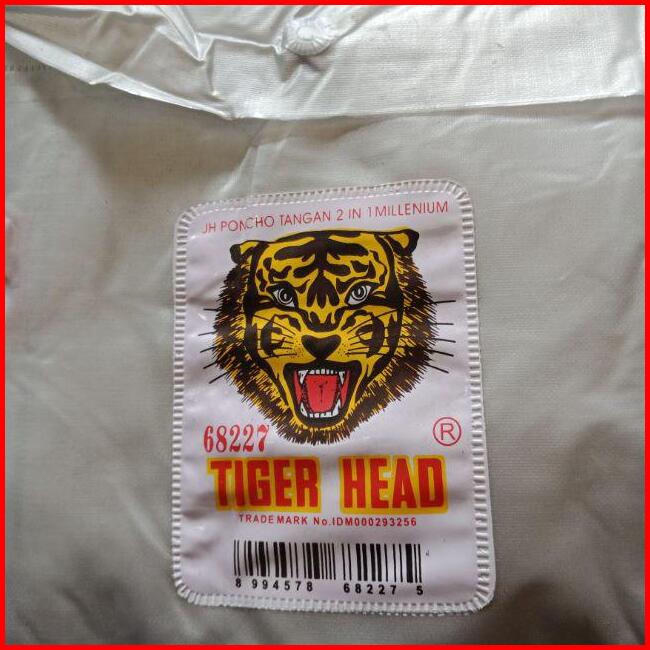 JH PONCHO TANGAN 2 IN 1 MILLENIUM
68227
®
TIGER HEAD
TRADE MARK No.IDM000293256
8 994578 68227 5